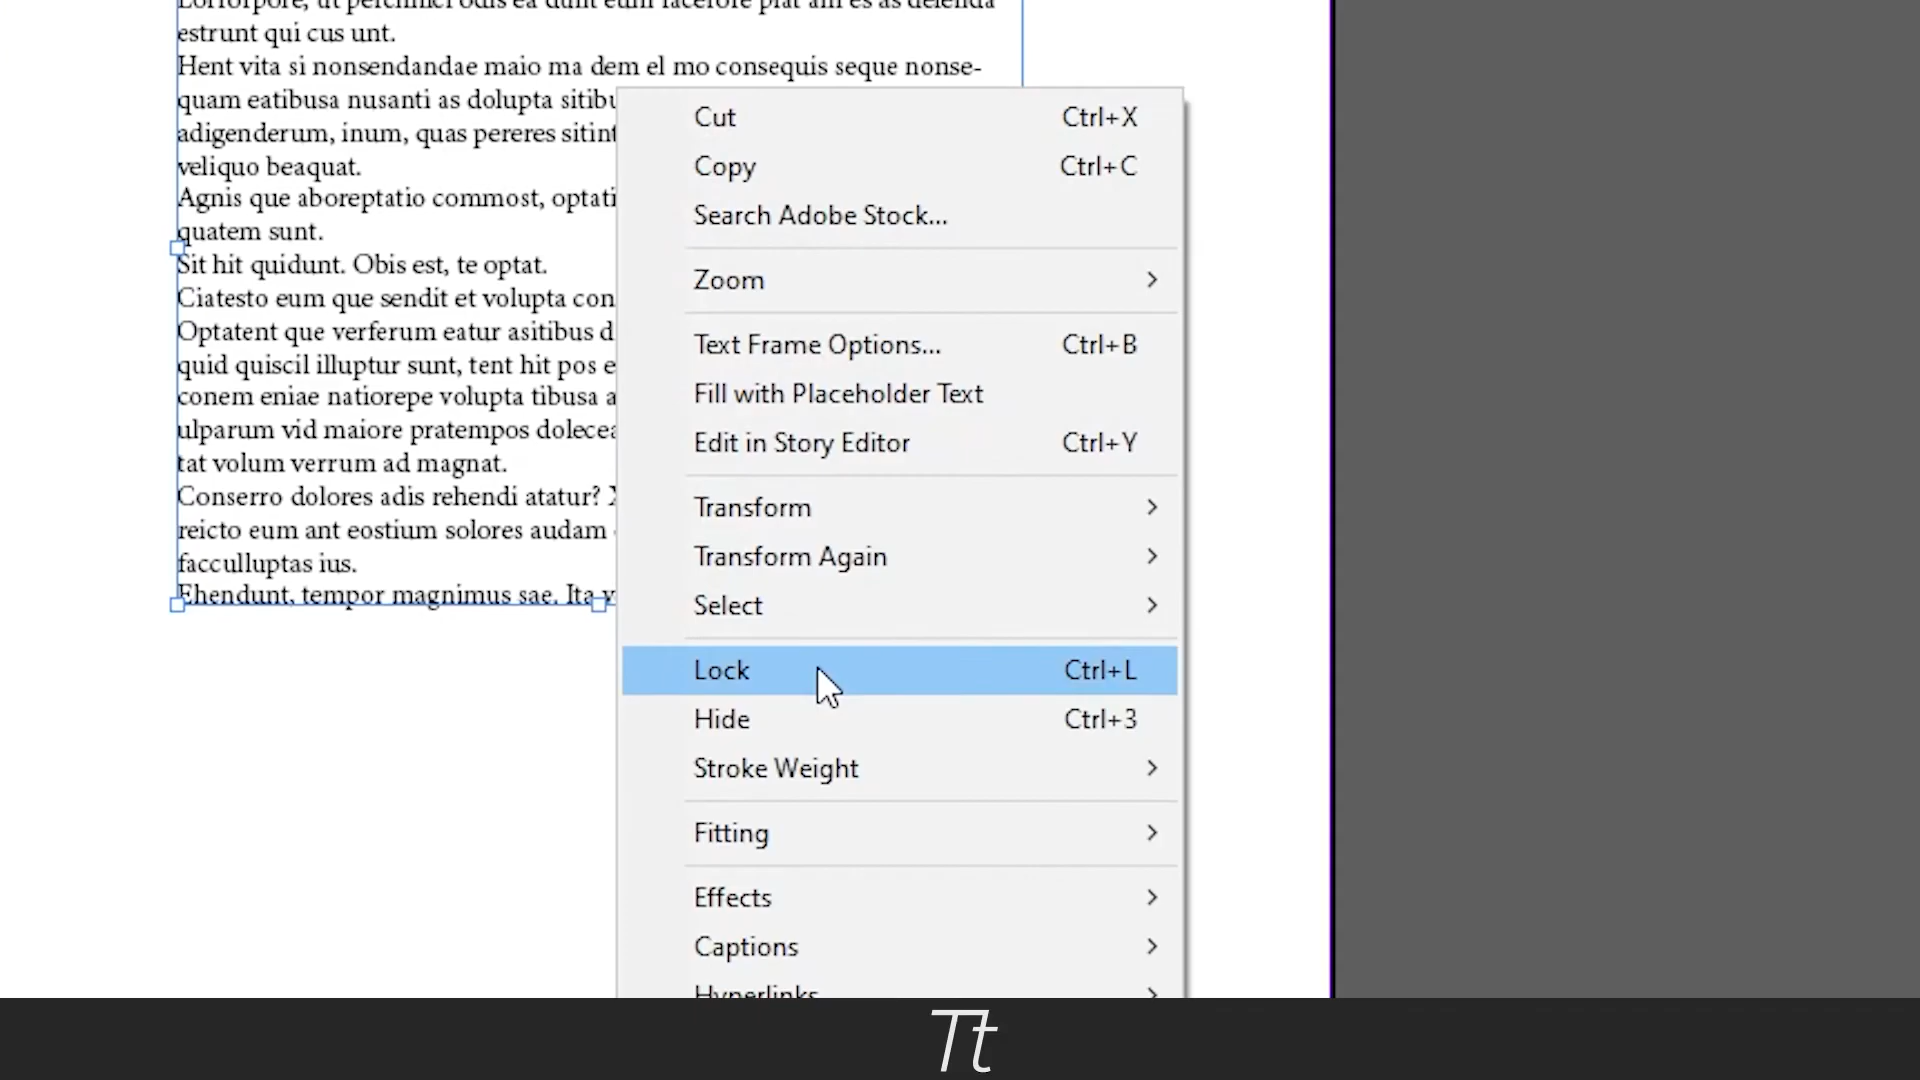 estrunt qui cus unt.
Hent vita si nonsendandae maio ma dem el mo consequis seque nonse-
quam eatibusa nusanti as dolupta sitibu
adigenderum, inum, quas pereres sitint
veliquo beaquat.
Agnis que aboreptatio commost, optati
quatem sunt.
Sit hit quidunt. Obis est, te optat.
Ciatesto eum que sendit et volupta con
Optatent que verferum eatur asitibus d
quid quiscil illuptur sunt, tent hit pos e
conem eniae natiorepe volupta tibusa a
ulparum vid maiore pratempos dolecea
tat volum verrum ad magnat.
Conserro dolores adis rehendi atatur? X
reicto eum ant eostium solores audam
facculluptas ius.
Ehendunt, tempor magnimus sae. Ita v
Cut Ctrl+X
Copy Ctrl+C
Search Adobe Stock...
Zoom
Text Frame Options... Ctrl+B
Fill with Placeholder Text
Edit in Story Editor Ctrl+Y
Transform
Transform Again
Select
Lock Ctrl+L
Hide Ctrl+3
Stroke Weight
Fitting
Effects
Captions
Hyperlinks
Tt